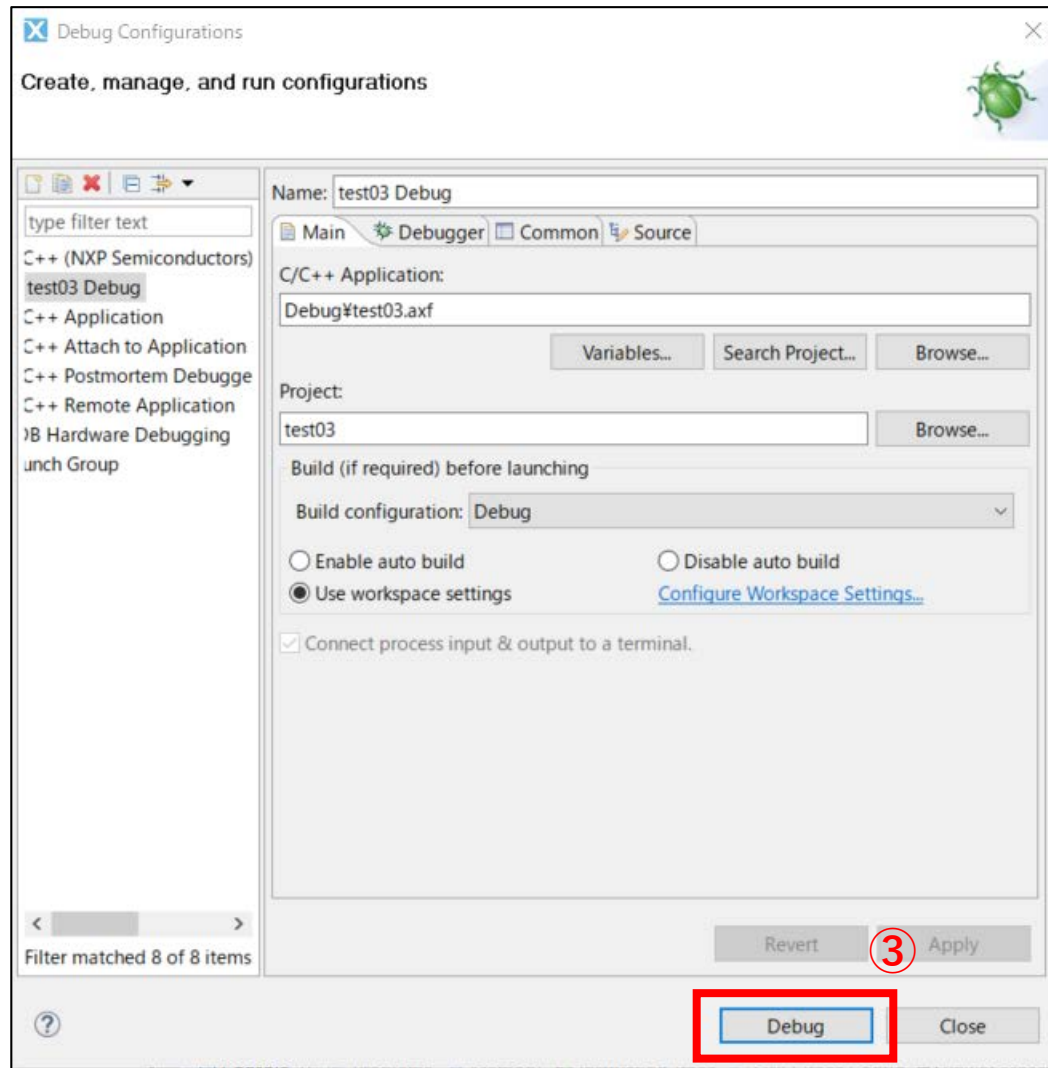 Debug Configurations
Create, manage, and run configurations
type filter text
C++ (NXP Semiconductors)
test03 Debug
C++ Application
C++ Attach to Application
C++ Postmortem Debugge
C++ Remote Application
DB Hardware Debugging
unch Group
Filter matched 8 of 8 items
Name: test03 Debug
Main Debugger Common Source
C/C++ Application:
Debug¥test03.axf
Variables... Search Project... Browse...
Project:
test03 Browse...
Build (if required) before launching
Build configuration: Debug
Enable auto build Disable auto build
Use workspace settings Configure Workspace Settings...
Connect process input & output to a terminal.
Revert ③ Apply
Debug Close